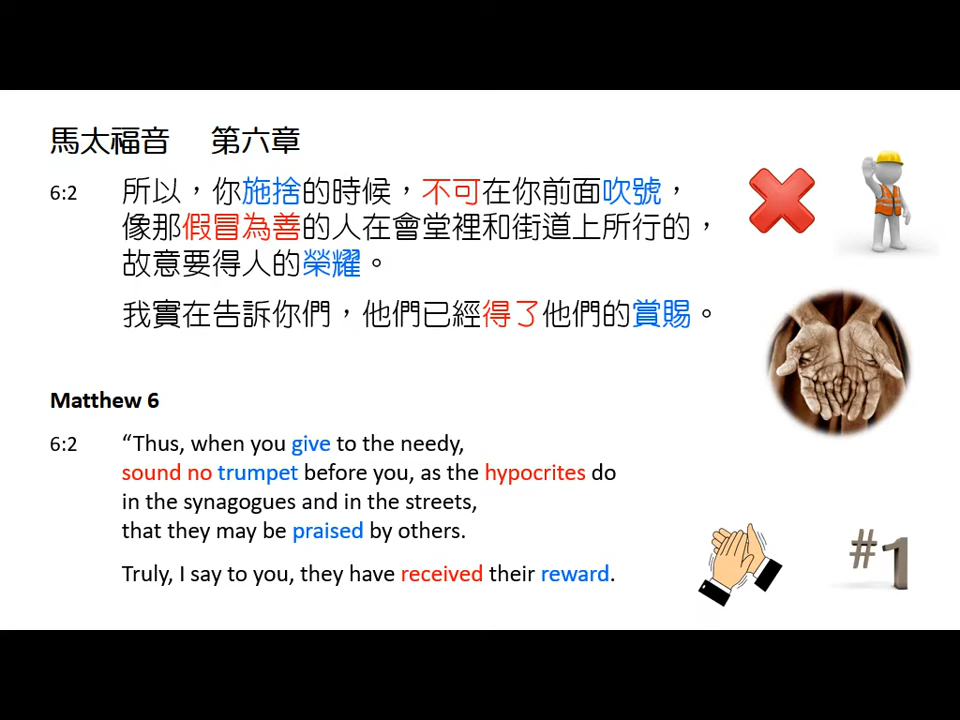 馬太福音 第六章
6:2 所以，你施捨的時候，不可在你前面吹號，
像那假冒為善的人在會堂裡和街道上所行的，
故意要得人的榮耀。
我實在告訴你們，他們已經得了他們的賞賜。
Matthew 6
6:2 “Thus, when you give to the needy,
sound no trumpet before you, as the hypocrites do
in the synagogues and in the streets,
that they may be praised by others.
Truly, I say to you, they have received their reward.
#1